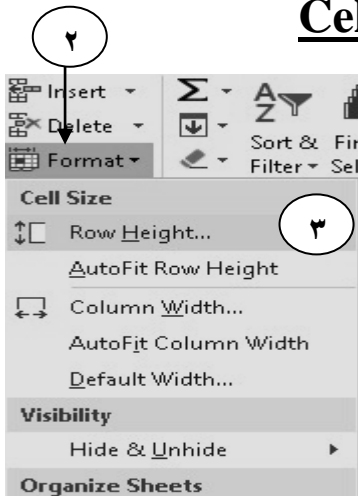 Cel
٢
Insert
Delete
Format
Σ
A
Z
Sort & Fin
Filter Sel
Cell Size
Row Height...
٣
AutoFit Row Height
Column Width...
AutoFit Column Width
Default Width...
Visibility
Hide & Unhide
Organize Sheets